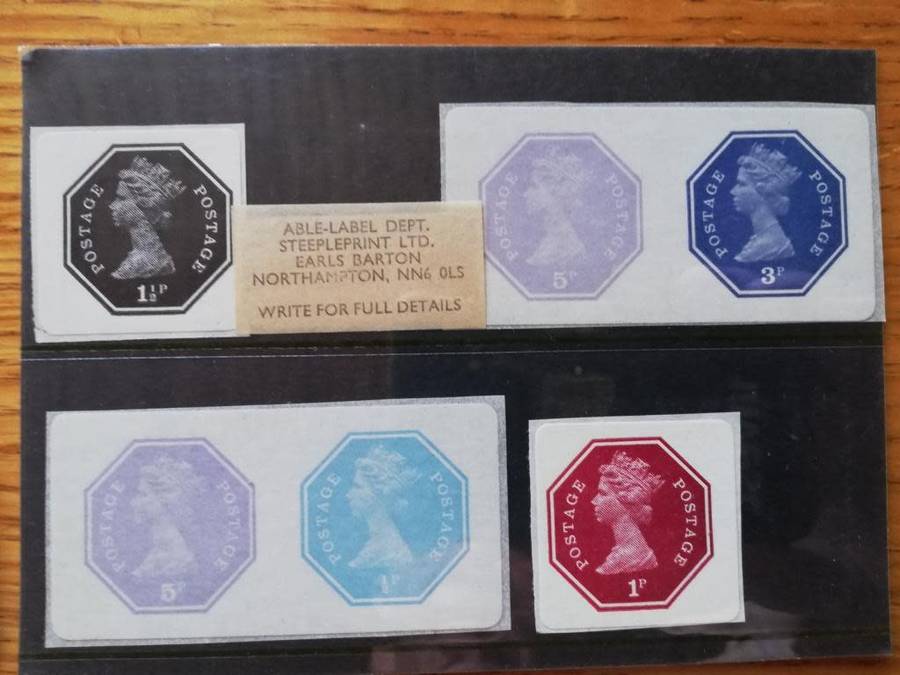 POSTAGE POSTAGE
1½P
ABLE-LABEL DEPT.
STEEPLEPRINT LTD.
EARLS BARTON
NORTHAMPTON, NN6 0LS
WRITE FOR FULL DETAILS
POSTAGE POSTAGE
5P
POSTAGE POSTAGE
3P
POSTAGE POSTAGE
5P
POSTAGE POSTAGE
½P
POSTAGE POSTAGE
1P